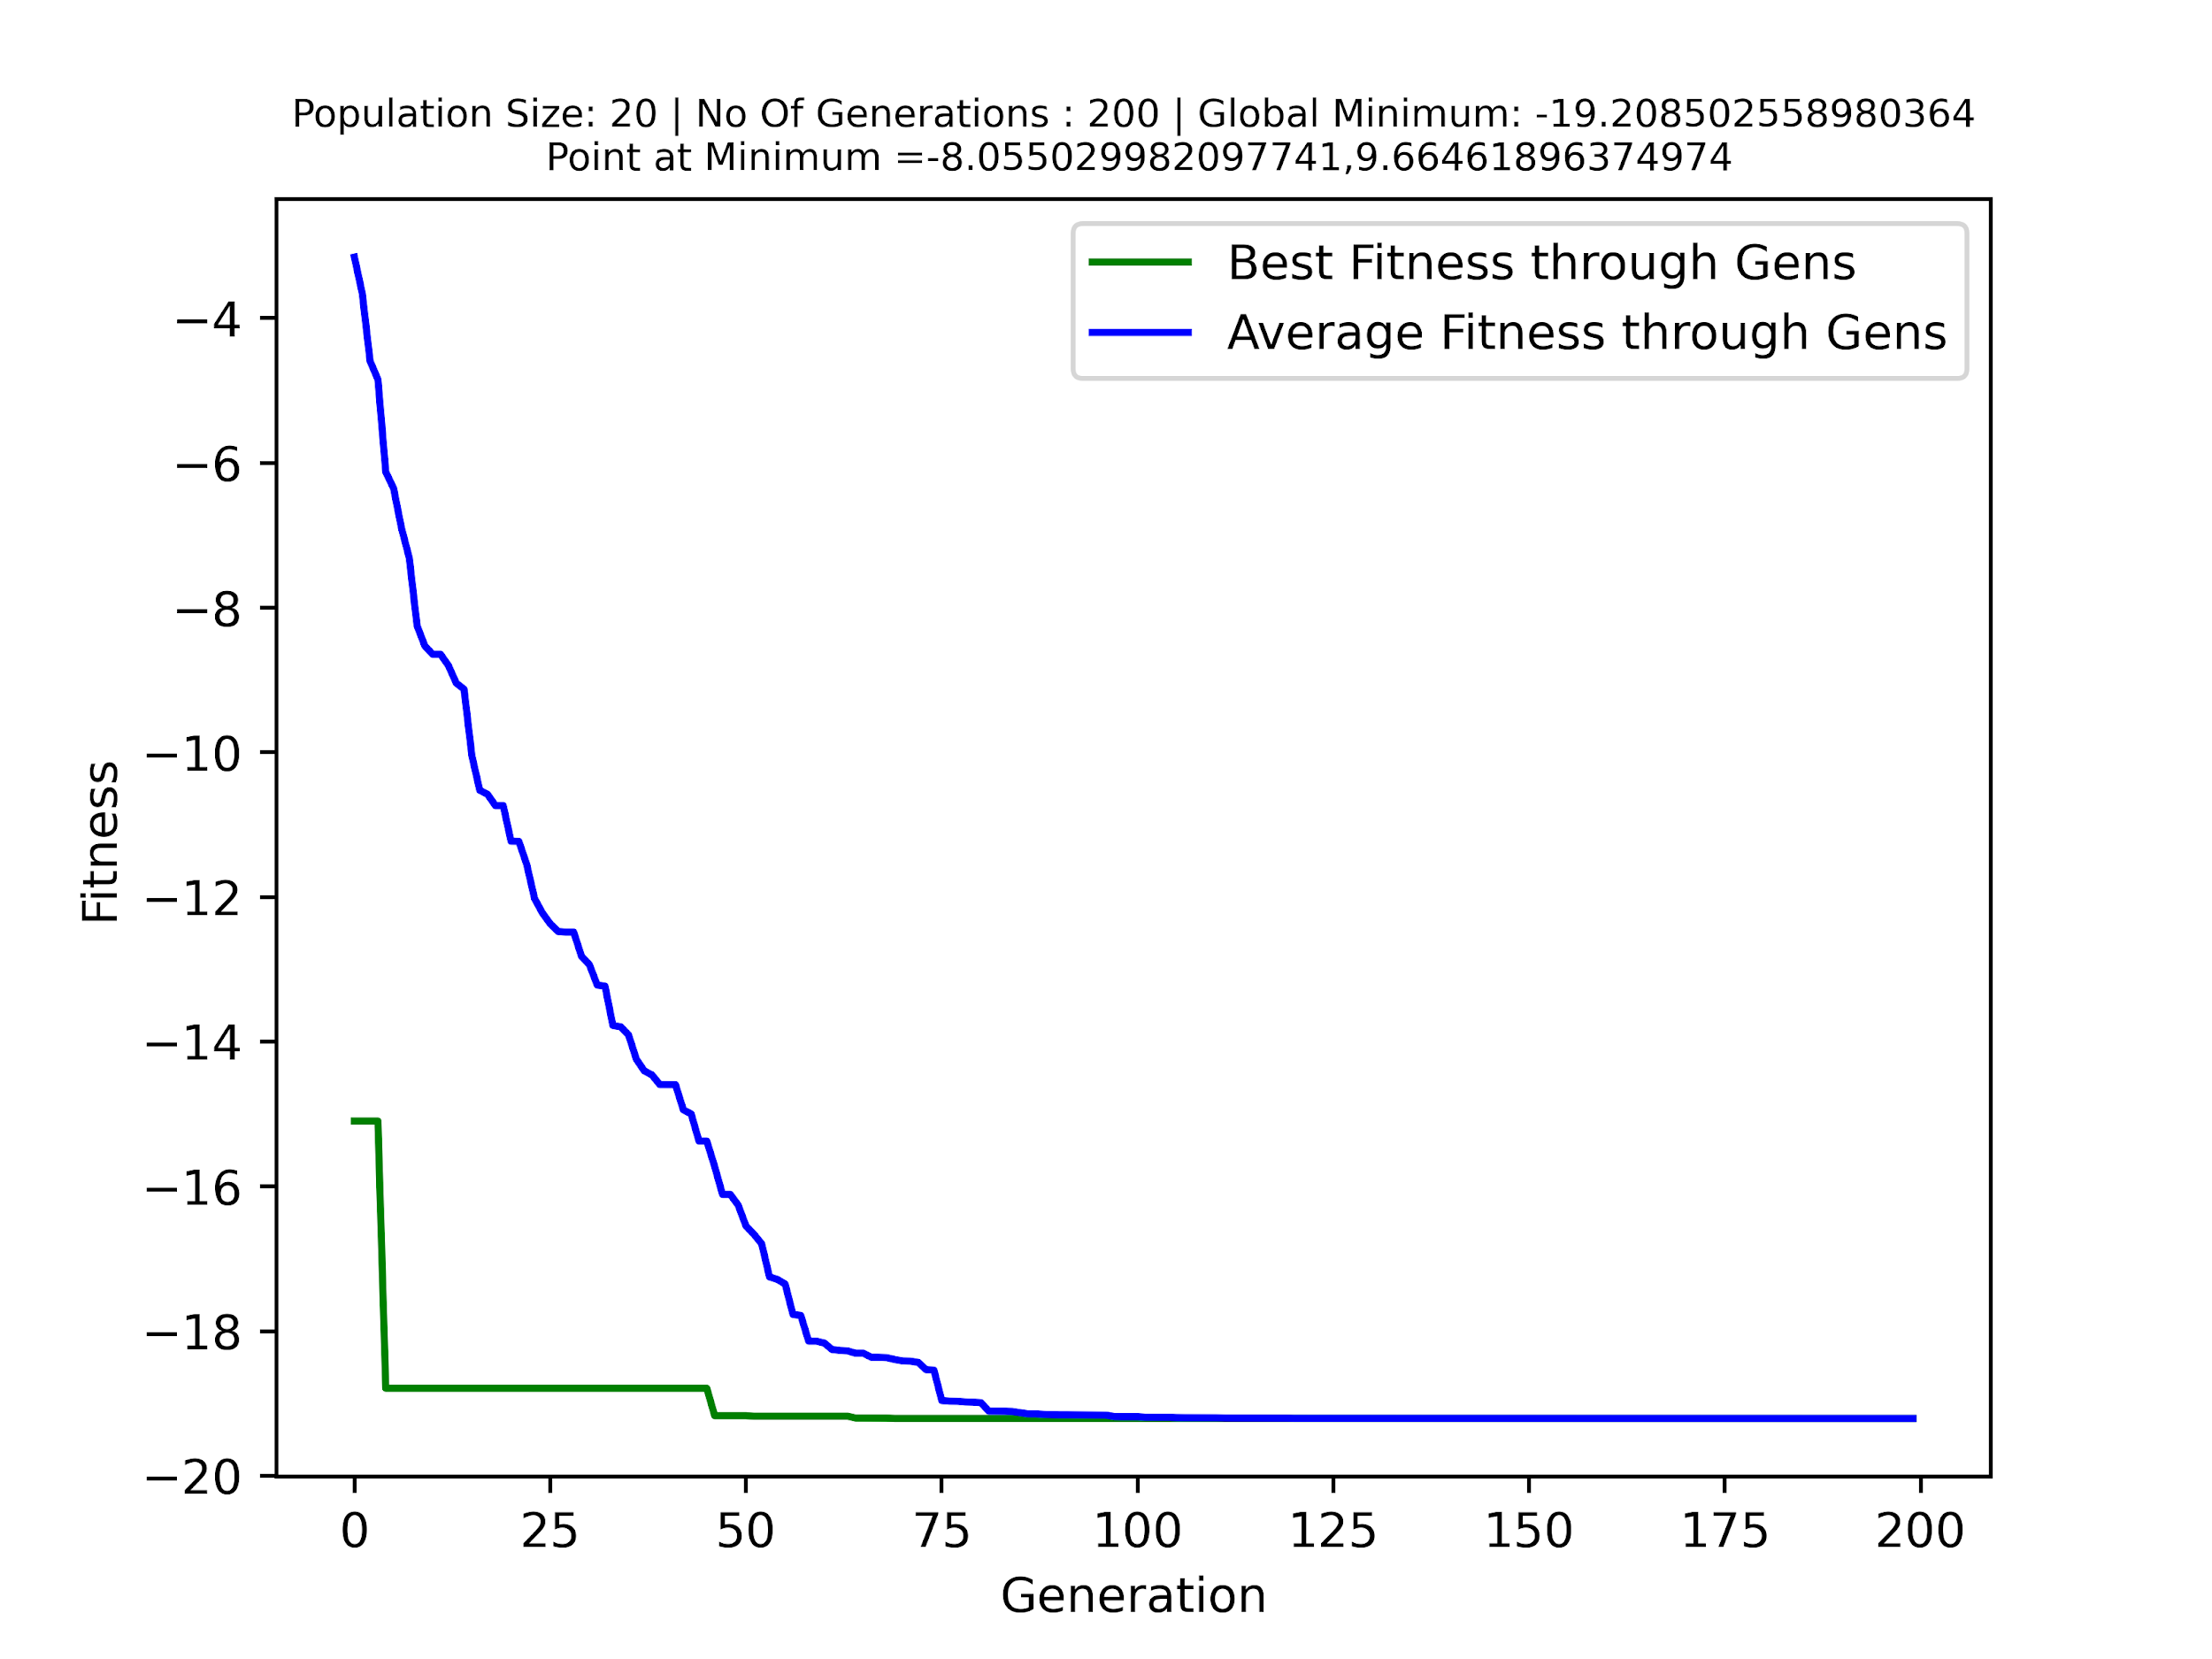 Population Size: 20 | No Of Generations : 200 | Global Minimum: -19.208502558980364
Point at Minimum =-8.055029982097741,9.66461896374974
Best Fitness through Gens
Average Fitness through Gens
−4
−6
−8
−10
−12
−14
−16
−18
−20
Fitness
0 25 50 75 100 125 150 175 200
Generation